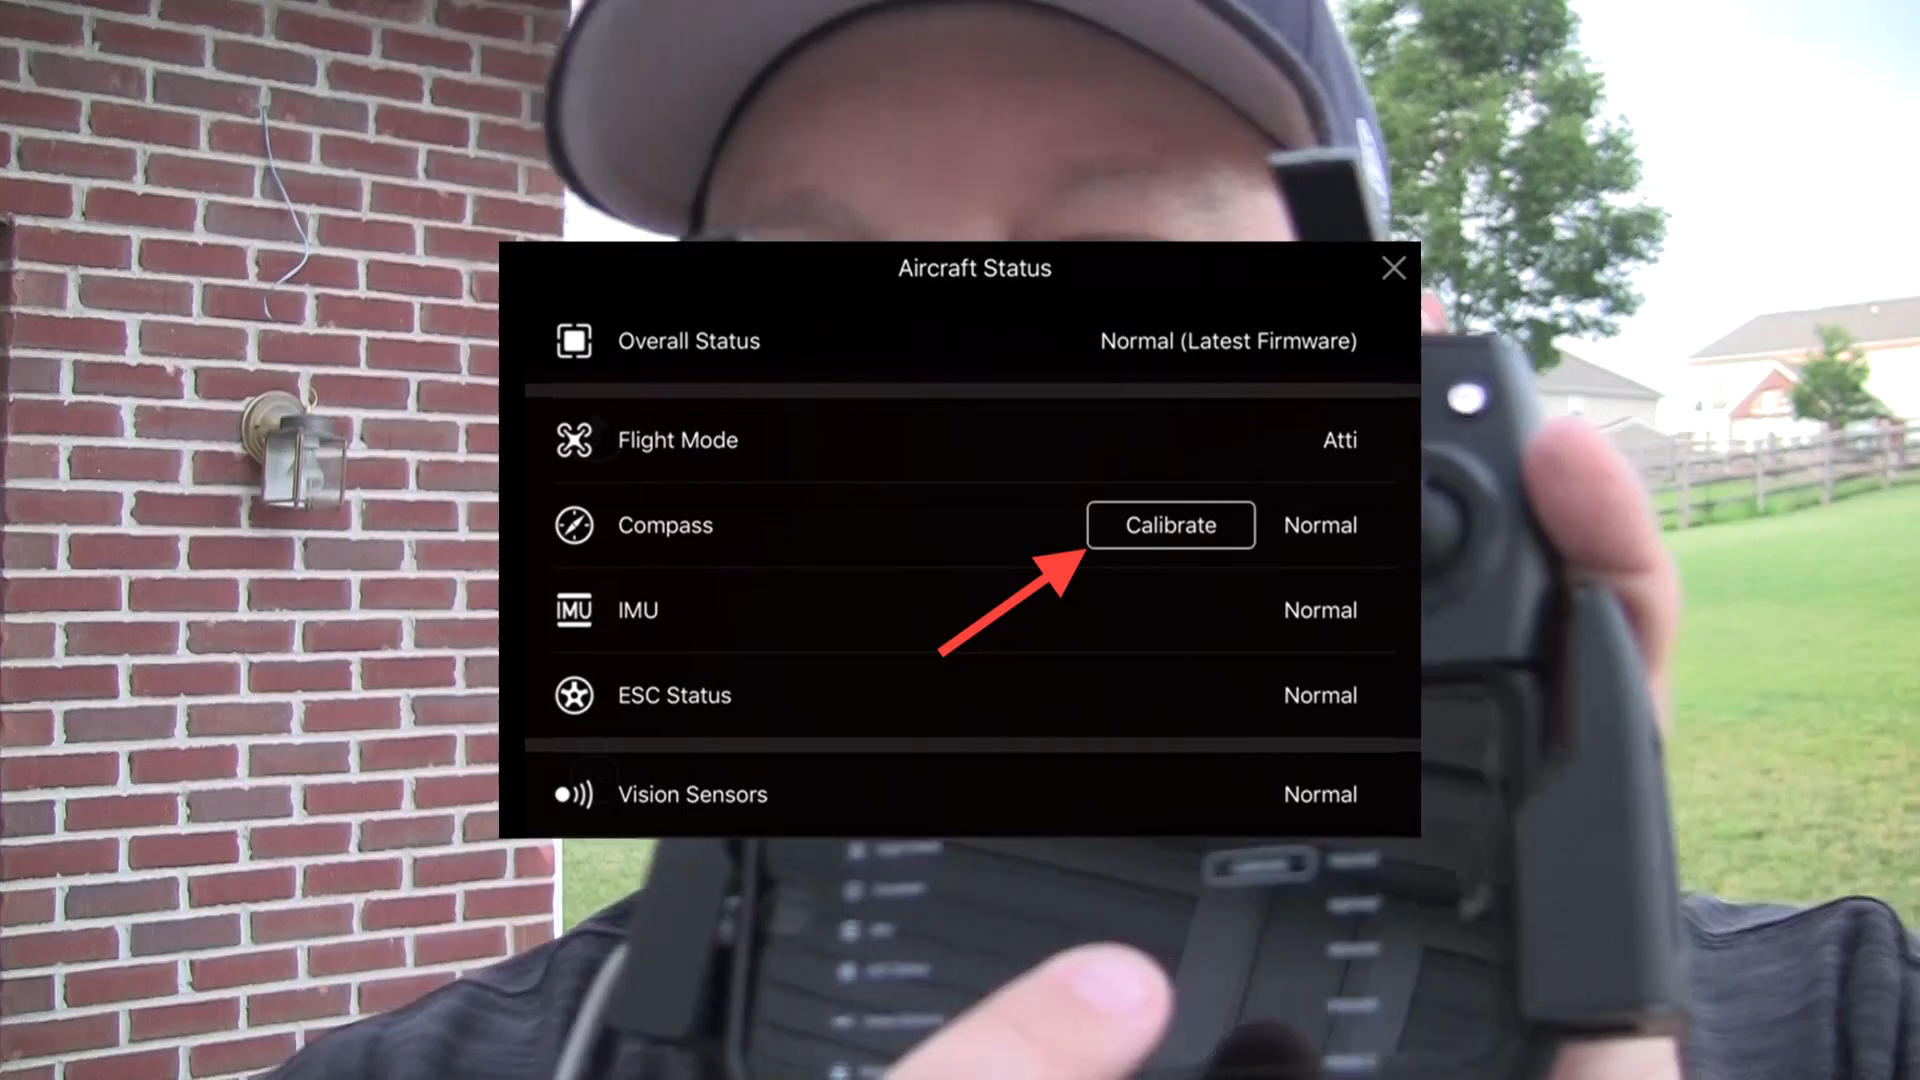 Aircraft Status
Overall Status Normal (Latest Firmware)
Flight Mode Atti
Compass Calibrate Normal
IMU IMU Normal
ESC Status Normal
Vision Sensors Normal